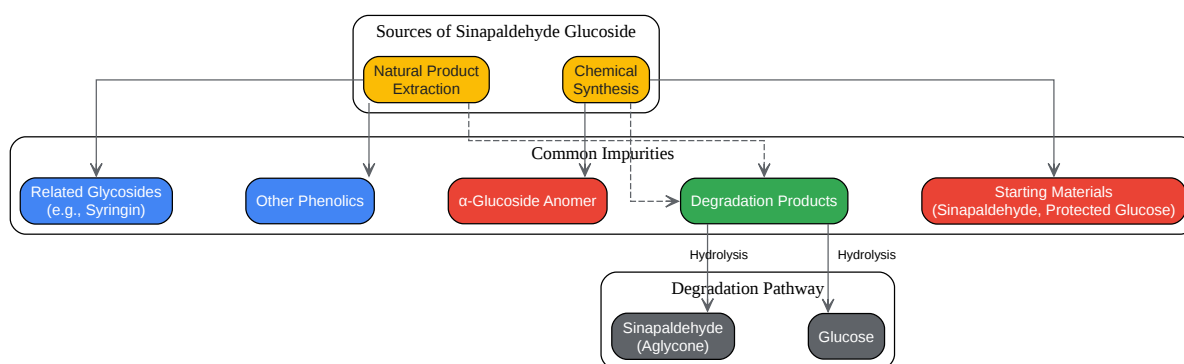 Sources of Sinapaldehyde Glucoside
Natural Product
Extraction
Chemical
Synthesis
Common Impurities
Related Glycosides
(e.g., Syringin)
Other Phenolics
α-Glucoside Anomer
Degradation Products
Starting Materials
(Sinapaldehyde, Protected Glucose)
Hydrolysis
Hydrolysis
Degradation Pathway
Sinapaldehyde
(Aglycone)
Glucose